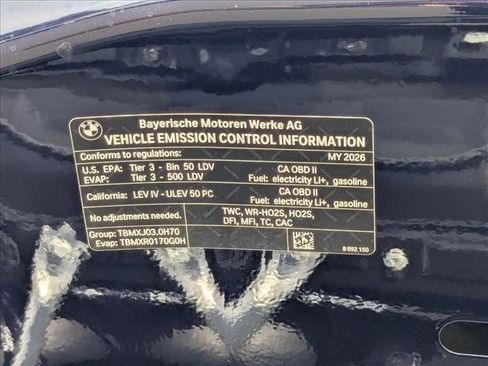 BMW
Bayerische Motoren Werke AG
VEHICLE EMISSION CONTROL INFORMATION
Conforms to regulations: MY 2026
U.S. EPA: Tier 3 - Bin 50 LDV CA OBD II
EVAP: Tier 3 - 500 LDV Fuel: electricity Li+, gasoline
California: LEV IV - ULEV 50 PC CA OBD II
Fuel: electricity Li+, gasoline
No adjustments needed. TWC, WR-HO2S, HO2S,
DFI, MFI, TC, CAC
Group: TBMXJ03.0H70
Evap: TBMXR0170G0H 8 892 150